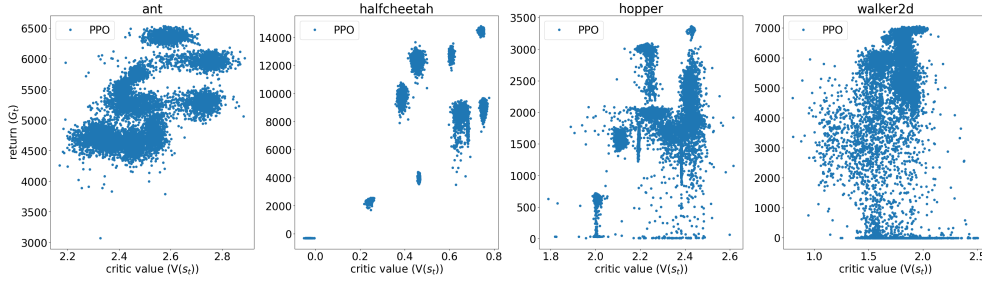 ant
PPO
6500
6000
5500
5000
4500
4000
3500
3000
return (G_t)
2.2 2.4 2.6 2.8
critic value (V(s_t))
halfcheetah
PPO
14000
12000
10000
8000
6000
4000
2000
0
0.0 0.2 0.4 0.6 0.8
critic value (V(s_t))
hopper
PPO
3500
3000
2500
2000
1500
1000
500
0
1.8 2.0 2.2 2.4 2.6
critic value (V(s_t))
walker2d
PPO
7000
6000
5000
4000
3000
2000
1000
0
1.0 1.5 2.0 2.5
critic value (V(s_t))